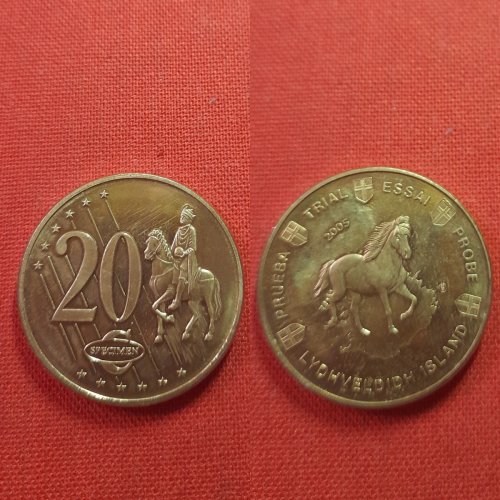 20
SPECIMEN
PRUEBA TRIAL ESSAI PROBE
2005
LYDHVELDIDH ISLAND